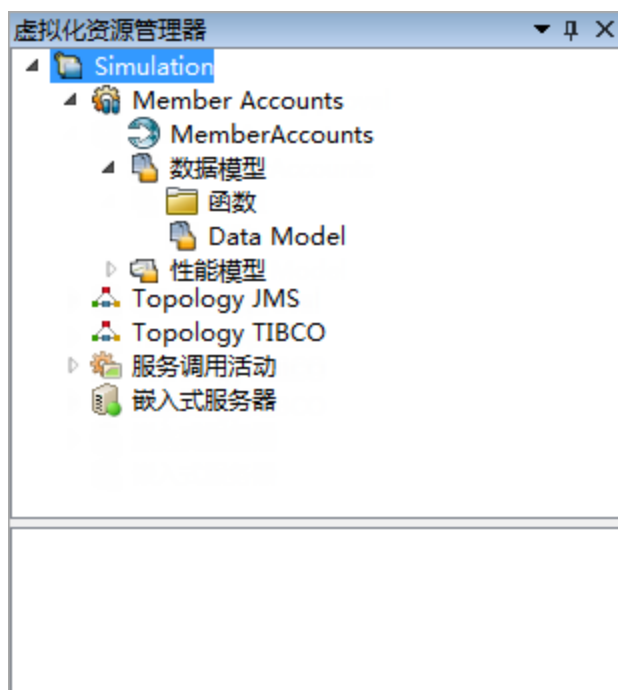 虚拟化资源管理器
Simulation
Member Accounts
MemberAccounts
数据模型
函数
Data Model
性能模型
Topology JMS
Topology TIBCO
服务调用活动
嵌入式服务器